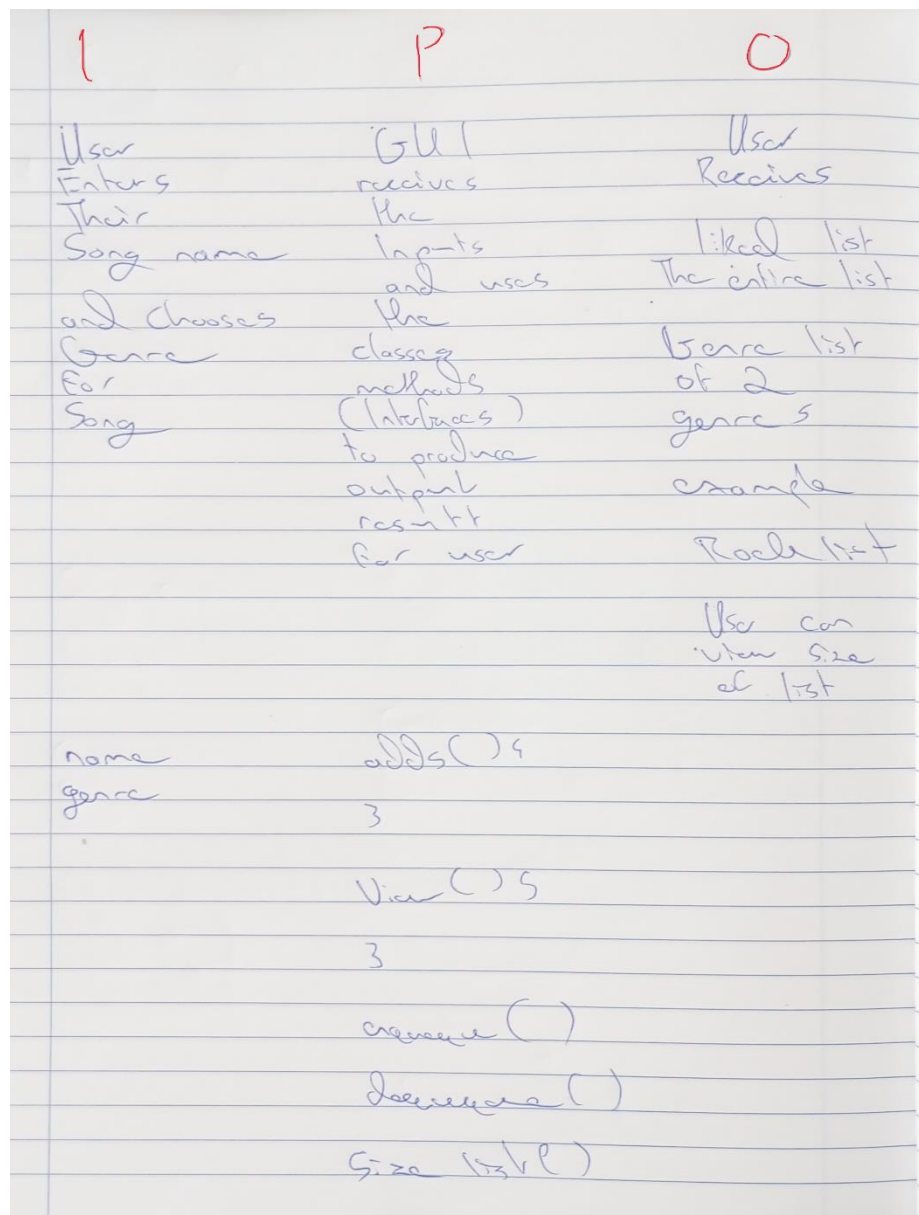 I P O
User
Enters
Their
Song name
and Chooses
Genre
For
Song
GUI
receives
the
Inputs
and uses
the
classes
methods
(Interfaces)
to produce
output
resultt
for user
User
Receives
liked list
The entire list
Genre list
of 2
genres
example
Rock list
User can
view size
of list
name
genre
adds(){
}
View(){
}
enqueue()
dequeue()
Size list()